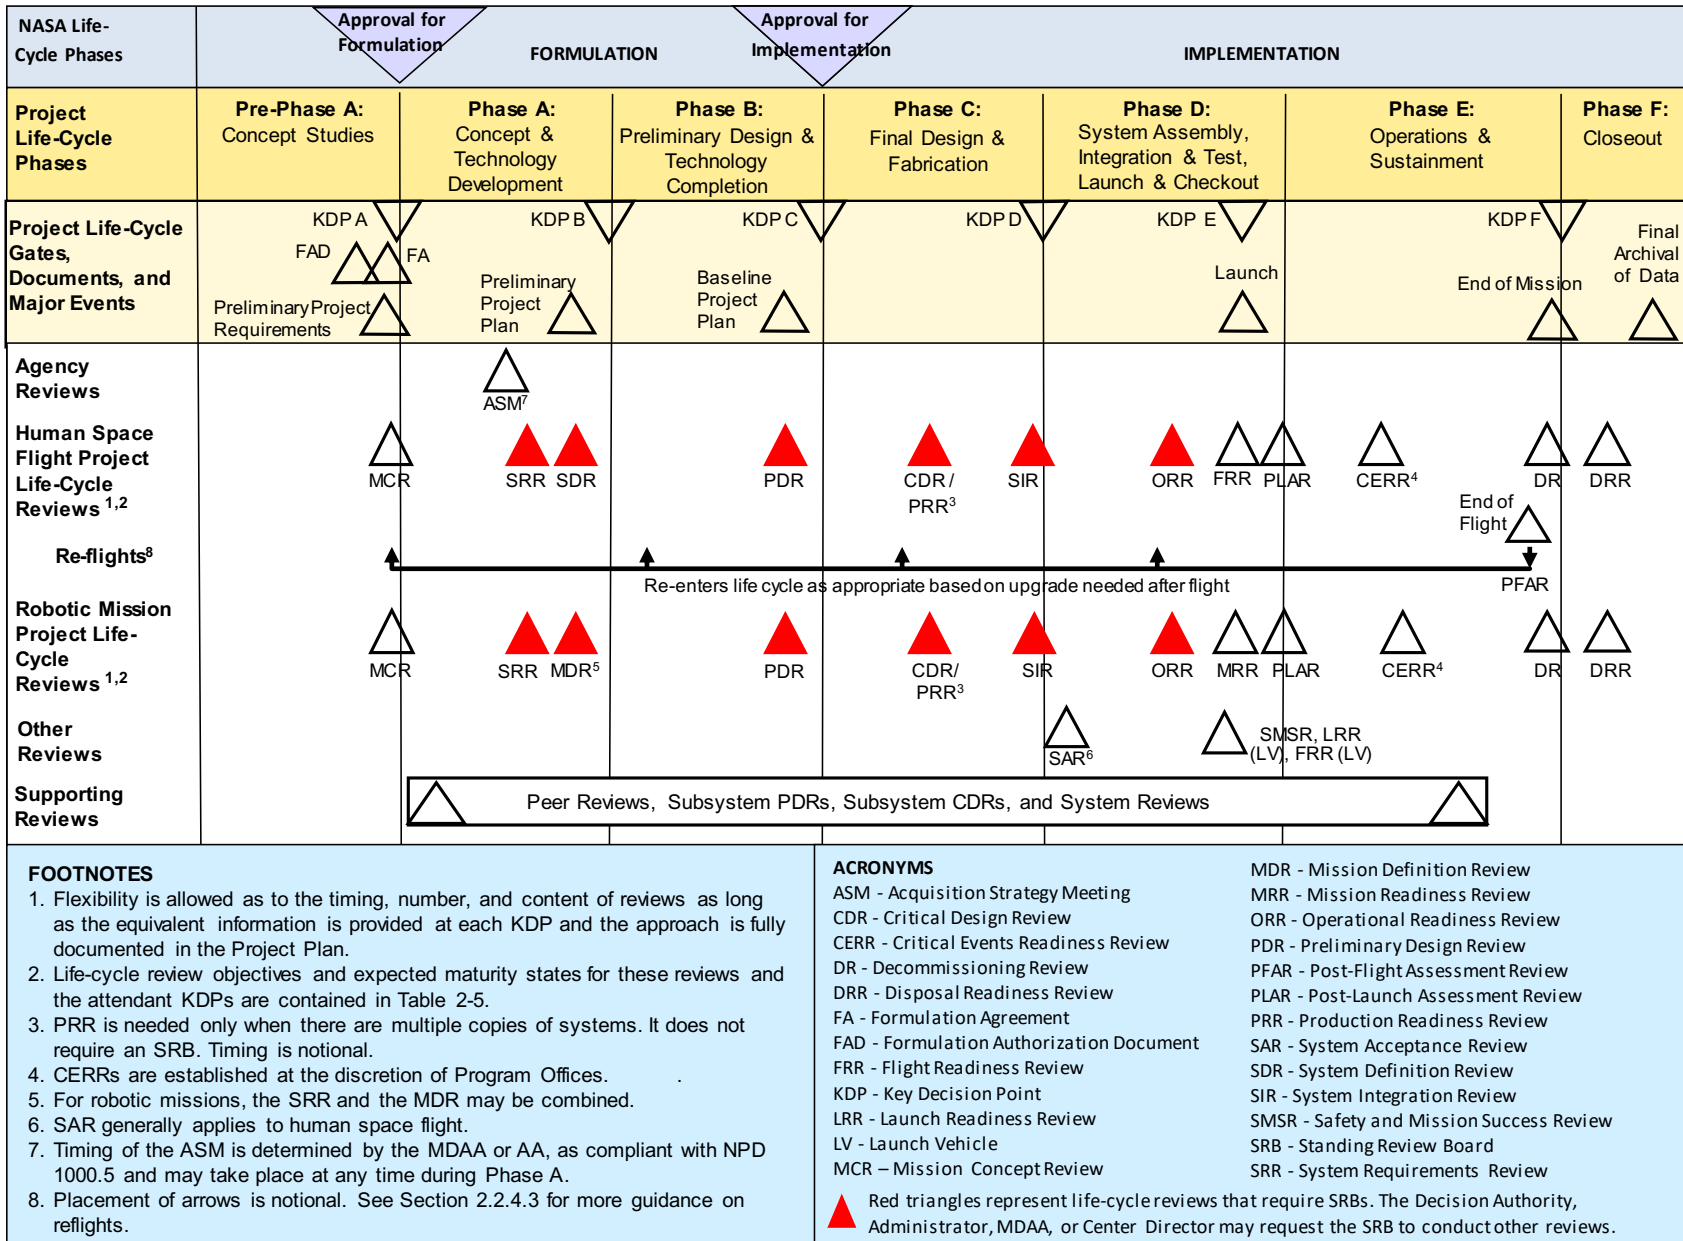 NASA Life-
Cycle Phases
Approval for
Formulation
FORMULATION
Approval for
Implementation
IMPLEMENTATION
Project
Life-Cycle
Phases
Pre-Phase A:
Concept Studies
Phase A:
Concept &
Technology
Development
Phase B:
Preliminary Design &
Technology
Completion
Phase C:
Final Design &
Fabrication
Phase D:
System Assembly,
Integration & Test,
Launch & Checkout
Phase E:
Operations &
Sustainment
Phase F:
Closeout
Project Life-Cycle
Gates,
Documents, and
Major Events
KDP A
FAD
FA
Preliminary Project
Requirements
KDP B
Preliminary
Project
Plan
KDP C
Baseline
Project
Plan
KDP D
KDP E
Launch
KDP F
End of Mission
Final
Archival
of Data
Agency
Reviews
ASM7
Human Space
Flight Project
Life-Cycle
Reviews 1,2
MCR
SRR
SDR
PDR
CDR /
PRR3
SIR
ORR
FRR
PLAR
CERR4
DR
DRR
End of
Flight
Re-flights8
Re-enters life cycle as appropriate based on upgrade needed after flight
PFAR
Robotic Mission
Project Life-
Cycle
Reviews 1,2
MCR
SRR
MDR5
PDR
CDR/
PRR3
SIR
ORR
MRR
PLAR
CERR4
DR
DRR
Other
Reviews
SAR6
SMSR, LRR
(LV), FRR (LV)
Supporting
Reviews
Peer Reviews, Subsystem PDRs, Subsystem CDRs, and System Reviews
FOOTNOTES
1. Flexibility is allowed as to the timing, number, and content of reviews as long
as the equivalent information is provided at each KDP and the approach is fully
documented in the Project Plan.
2. Life-cycle review objectives and expected maturity states for these reviews and
the attendant KDPs are contained in Table 2-5.
3. PRR is needed only when there are multiple copies of systems. It does not
require an SRB. Timing is notional.
4. CERRs are established at the discretion of Program Offices. .
5. For robotic missions, the SRR and the MDR may be combined.
6. SAR generally applies to human space flight.
7. Timing of the ASM is determined by the MDAA or AA, as compliant with NPD
1000.5 and may take place at any time during Phase A.
8. Placement of arrows is notional. See Section 2.2.4.3 for more guidance on
reflights.
ACRONYMS
ASM - Acquisition Strategy Meeting
CDR - Critical Design Review
CERR - Critical Events Readiness Review
DR - Decommissioning Review
DRR - Disposal Readiness Review
FA - Formulation Agreement
FAD - Formulation Authorization Document
FRR - Flight Readiness Review
KDP - Key Decision Point
LRR - Launch Readiness Review
LV - Launch Vehicle
MCR – Mission Concept Review
MDR - Mission Definition Review
MRR - Mission Readiness Review
ORR - Operational Readiness Review
PDR - Preliminary Design Review
PFAR - Post-Flight Assessment Review
PLAR - Post-Launch Assessment Review
PRR - Production Readiness Review
SAR - System Acceptance Review
SDR - System Definition Review
SIR - System Integration Review
SMSR - Safety and Mission Success Review
SRB - Standing Review Board
SRR - System Requirements Review
Red triangles represent life-cycle reviews that require SRBs. The Decision Authority,
Administrator, MDAA, or Center Director may request the SRB to conduct other reviews.